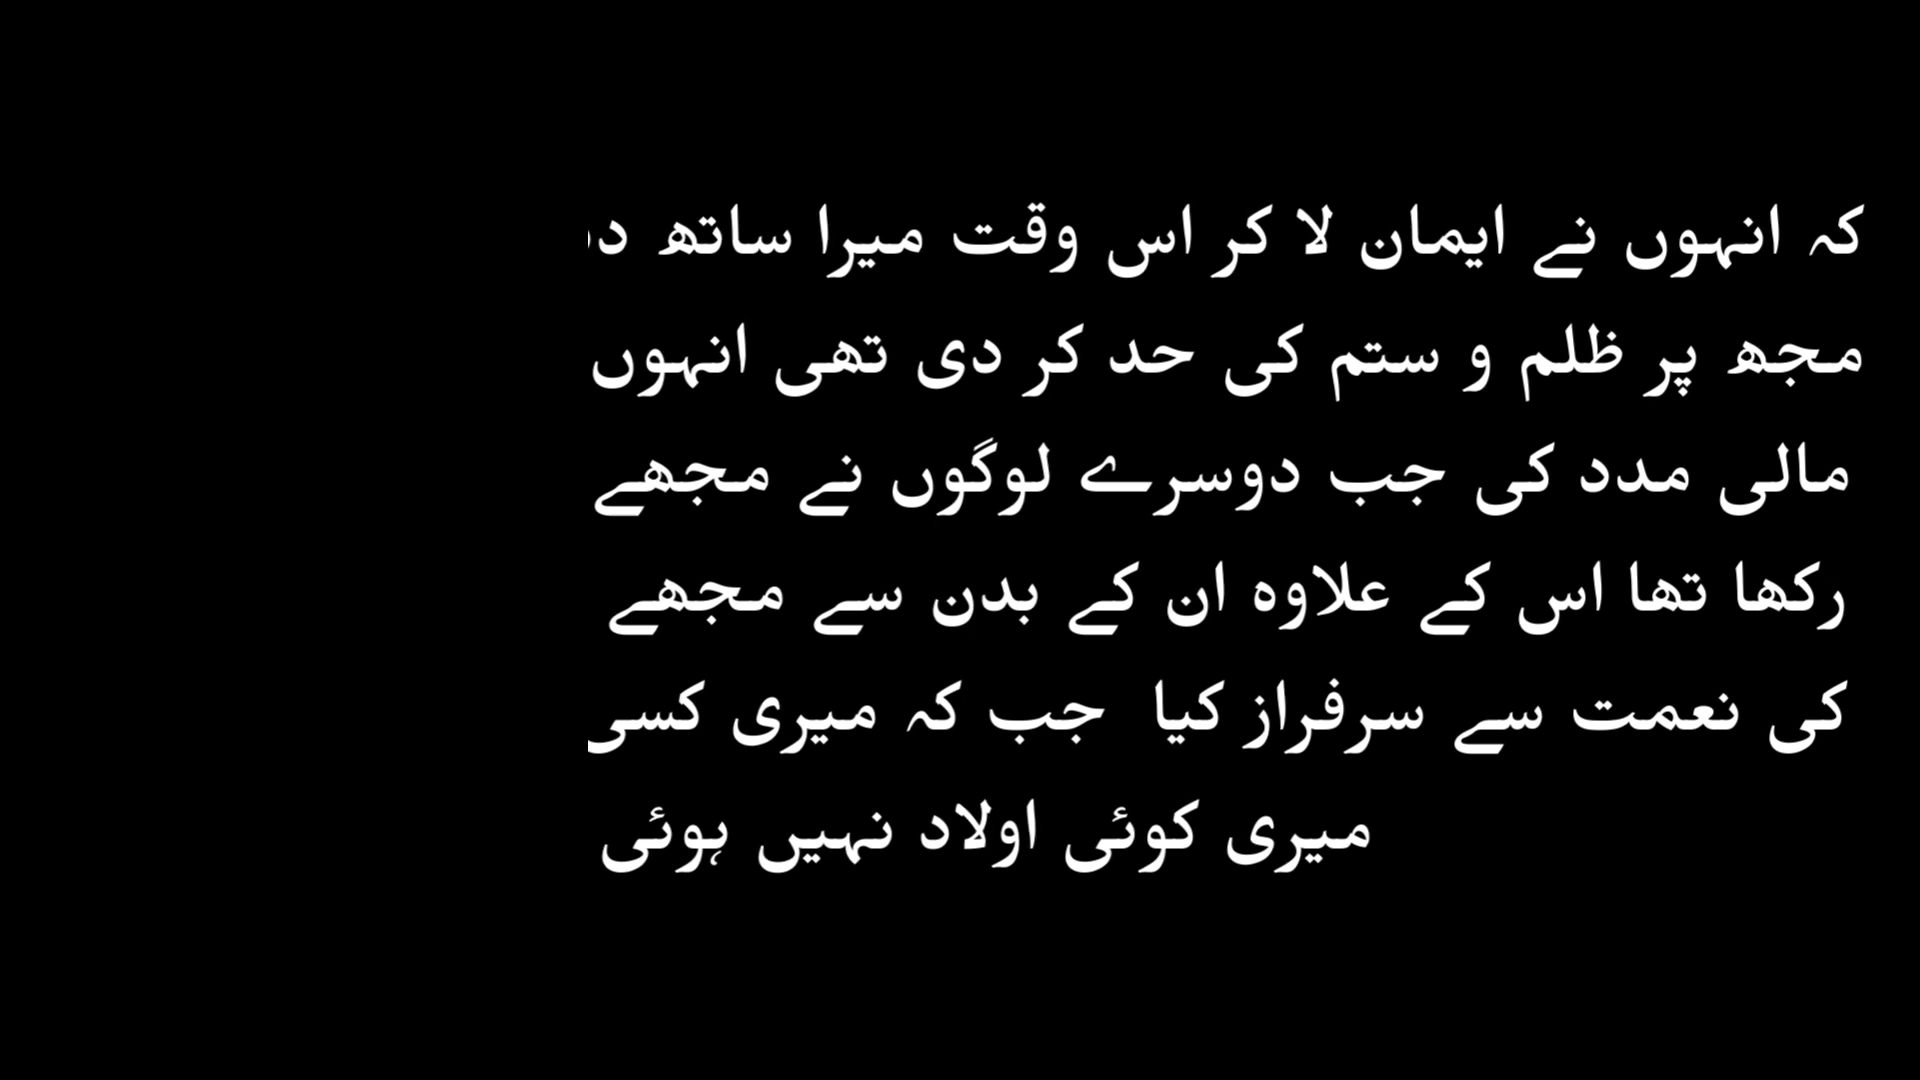 کہ انہوں نے ایمان لا کر اس وقت میرا ساتھ
مجھ پر ظلم و ستم کی حد کر دی تھی انہوں
مالی مدد کی جب دوسرے لوگوں نے مجھے
رکھا تھا اس کے علاوہ ان کے بدن سے مجھے
کی نعمت سے سرفراز کیا جب کہ میری کسی
میری کوئی اولاد نہیں ہوئی